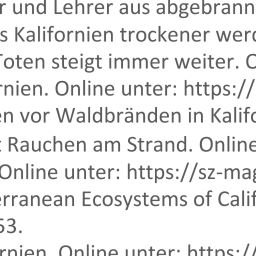 r und Lehrer aus abgebrann
s Kalifornien trockener werd
Toten steigt immer weiter. O
rnien. Online unter: https://
en vor Waldbränden in Kalifo
t Rauchen am Strand. Online
Online unter: https://sz-mag
erranean Ecosystems of Calif
53.
rnien. Online unter: https://